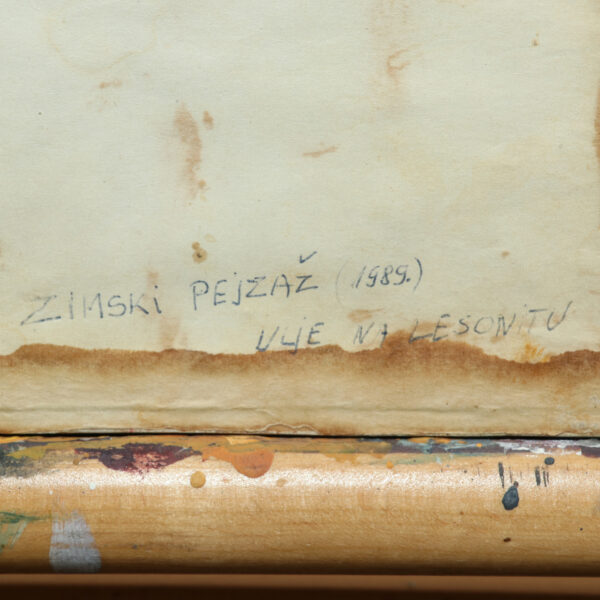 ZIMSKI PEJZAŽ (1989.)
ULJE NA LESONITU